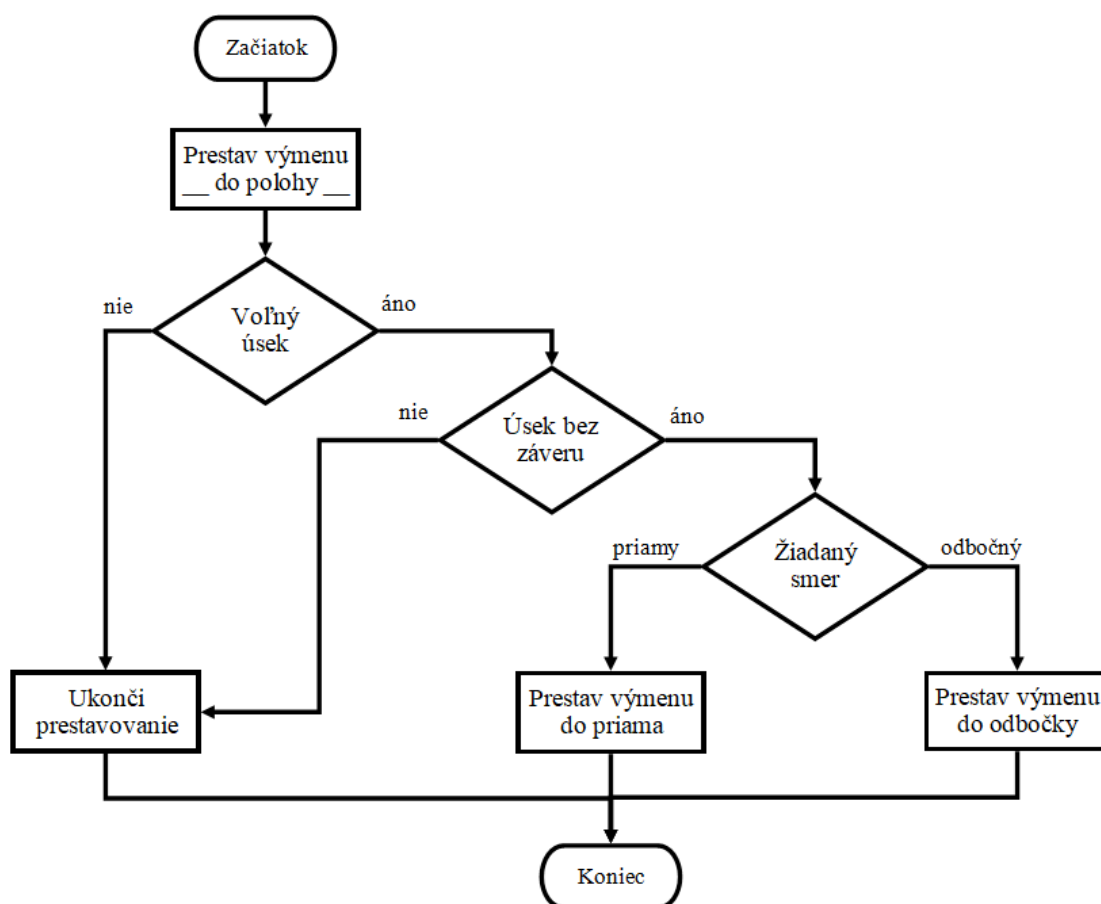 Začiatok
Prestav výmenu
__ do polohy __
nie
áno
Voľný
úsek
nie
áno
Úsek bez
záveru
priamy
odbočný
Žiadaný
smer
Ukonči
prestavovanie
Prestav výmenu
do priama
Prestav výmenu
do odbočky
Koniec